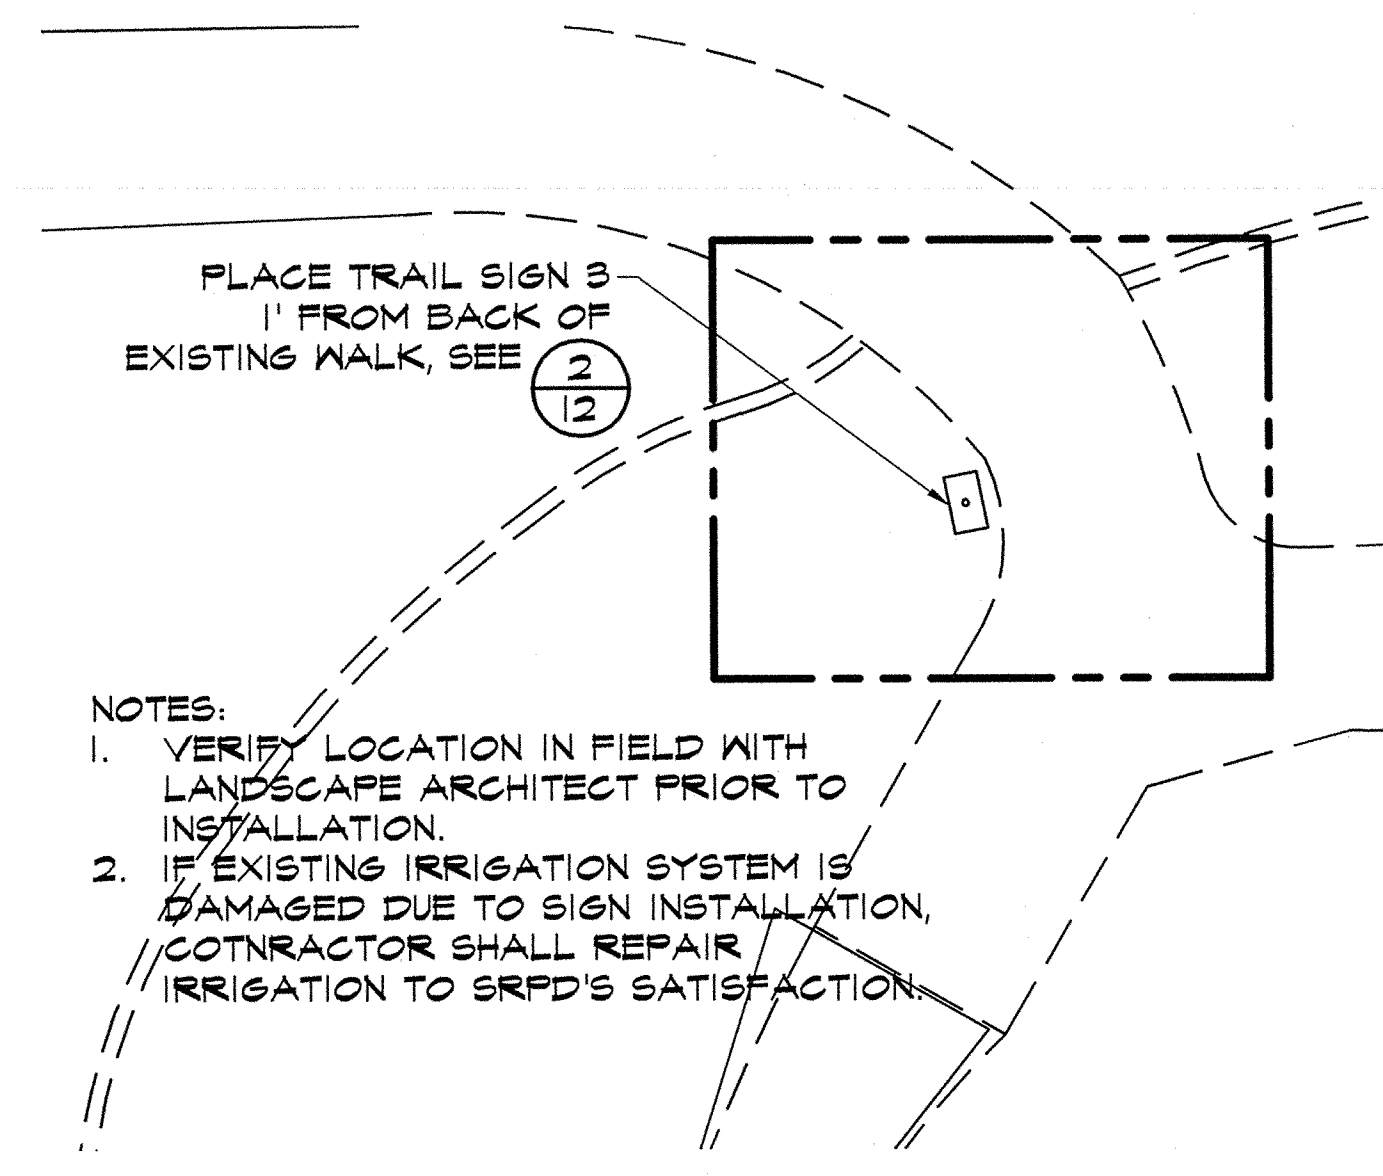 PLACE TRAIL SIGN 3
1' FROM BACK OF
EXISTING WALK, SEE
2
12
NOTES:
1. VERIFY LOCATION IN FIELD WITH
LANDSCAPE ARCHITECT PRIOR TO
INSTALLATION.
2. IF EXISTING IRRIGATION SYSTEM IS
DAMAGED DUE TO SIGN INSTALLATION,
COTNRACTOR SHALL REPAIR
IRRIGATION TO SRPD'S SATISFACTION.